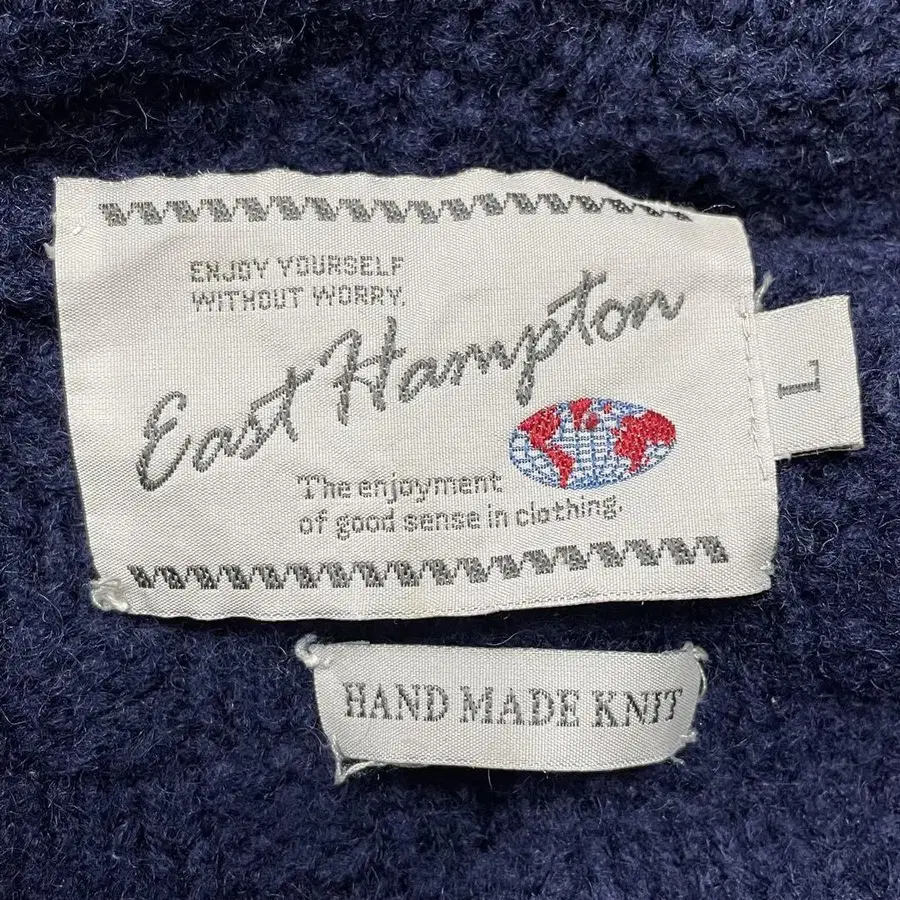 ENJOY YOURSELF
WITHOUT WORRY.
East Hampton
The enjoyment
of good sense in clothing.
L
HAND MADE KNIT